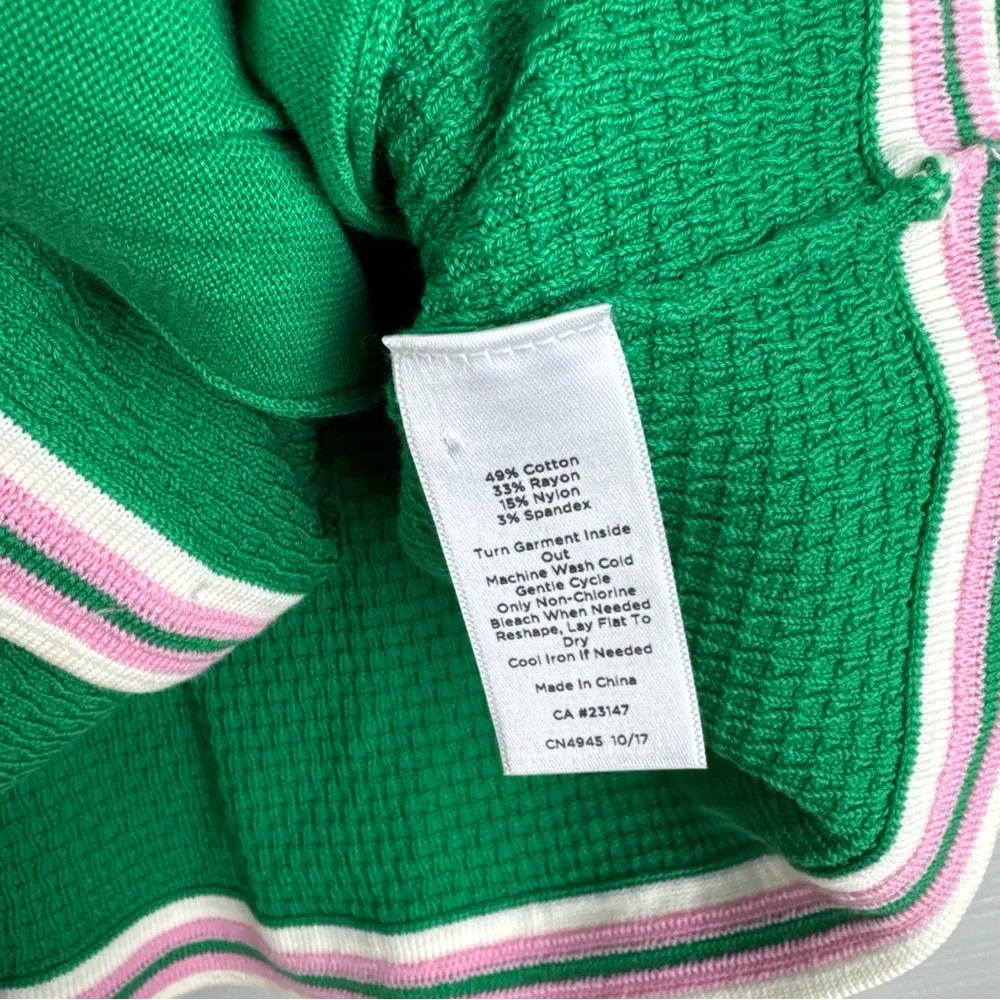 49% Cotton
33% Rayon
15% Nylon
3% Spandex
Turn Garment Inside
Out
Machine Wash Cold
Gentle Cycle
Only Non-Chlorine
Bleach When Needed
Reshape, Lay Flat To
Dry
Cool Iron If Needed
Made In China
CA #23147
CN4945 10/17